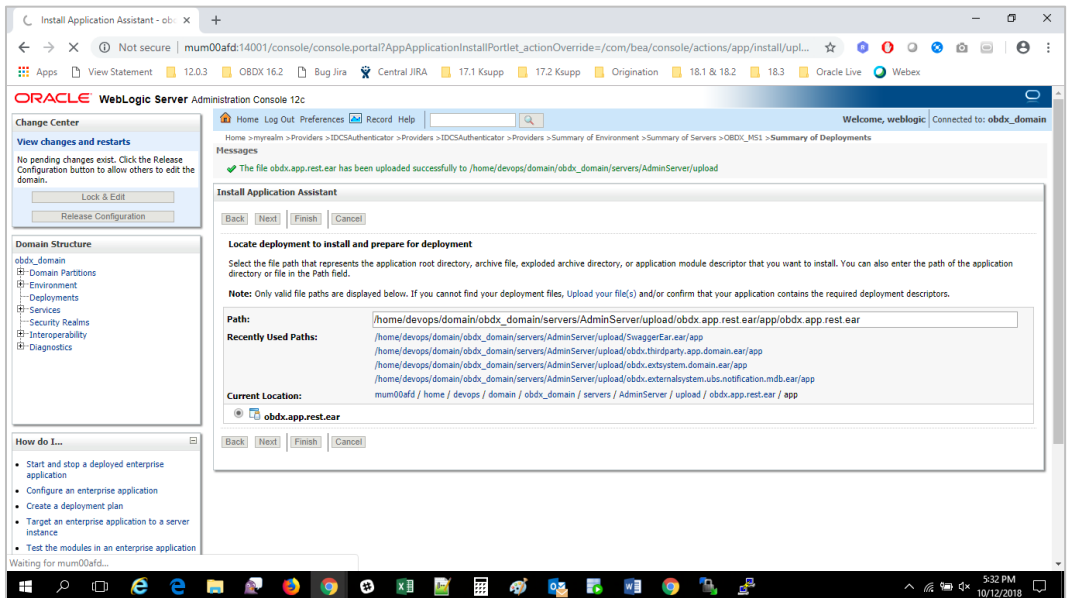 Install Application Assistant - obd
Not secure | mum00afd:14001/console/console.portal?AppApplicationInstallPortlet_actionOverride=/com/bea/console/actions/app/install/upl...
Apps View Statement 12.0.3 OBDX 16.2 Bug Jira Central JIRA 17.1 Ksupp 17.2 Ksupp Origination 18.1 & 18.2 18.3 Oracle Live Webex
ORACLE WebLogic Server Administration Console 12c
Change Center
View changes and restarts
No pending changes exist. Click the Release
Configuration button to allow others to edit the
domain.
Lock & Edit
Release Configuration
Domain Structure
obdx_domain
Domain Partitions
Environment
Deployments
Services
Security Realms
Interoperability
Diagnostics
How do I...
Start and stop a deployed enterprise
application
Configure an enterprise application
Create a deployment plan
Target an enterprise application to a server
instance
Test the modules in an enterprise application
Waiting for mum00afd...
Home Log Out Preferences Record Help
Welcome, weblogic Connected to: obdx_domain
Home >myrealm >Providers >IDCSAuthenticator >Providers >IDCSAuthenticator >Providers >Summary of Environment >Summary of Servers >OBDX_MS1 >Summary of Deployments
Messages
The file obdx.app.rest.ear has been uploaded successfully to /home/devops/domain/obdx_domain/servers/AdminServer/upload
Install Application Assistant
Back Next Finish Cancel
Locate deployment to install and prepare for deployment
Select the file path that represents the application root directory, archive file, exploded archive directory, or application module descriptor that you want to install. You can also enter the path of the application
directory or file in the Path field.
Note: Only valid file paths are displayed below. If you cannot find your deployment files, Upload your file(s) and/or confirm that your application contains the required deployment descriptors.
Path: /home/devops/domain/obdx_domain/servers/AdminServer/upload/obdx.app.rest.ear/app/obdx.app.rest.ear
Recently Used Paths: /home/devops/domain/obdx_domain/servers/AdminServer/upload/SwaggerEar.ear/app
/home/devops/domain/obdx_domain/servers/AdminServer/upload/obdx.thirdparty.app.domain.ear/app
/home/devops/domain/obdx_domain/servers/AdminServer/upload/obdx.extsystem.domain.ear/app
/home/devops/domain/obdx_domain/servers/AdminServer/upload/obdx.externalsystem.ubs.notification.mdb.ear/app
Current Location: mum00afd / home / devops / domain / obdx_domain / servers / AdminServer / upload / obdx.app.rest.ear / app
obdx.app.rest.ear
Back Next Finish Cancel
5:32 PM
10/12/2018